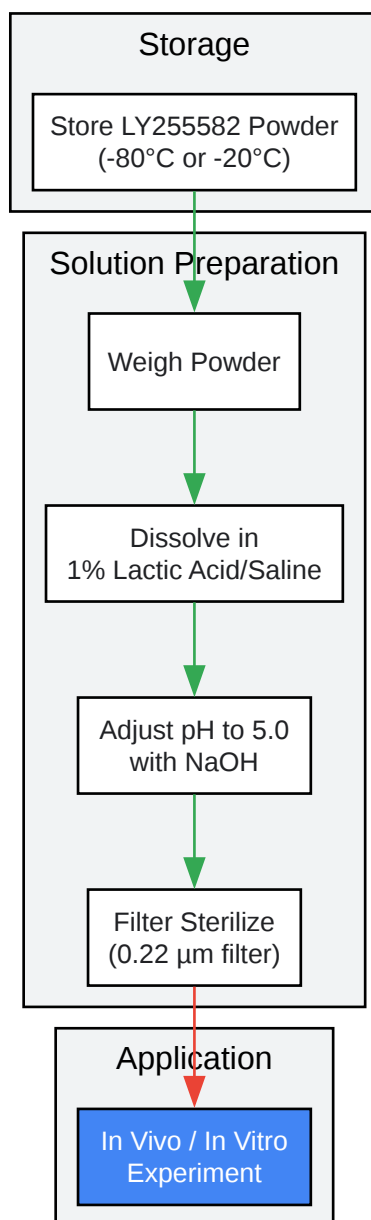 Storage
Store LY255582 Powder
(-80°C or -20°C)
Solution Preparation
Weigh Powder
Dissolve in
1% Lactic Acid/Saline
Adjust pH to 5.0
with NaOH
Filter Sterilize
(0.22 µm filter)
Application
In Vivo / In Vitro
Experiment